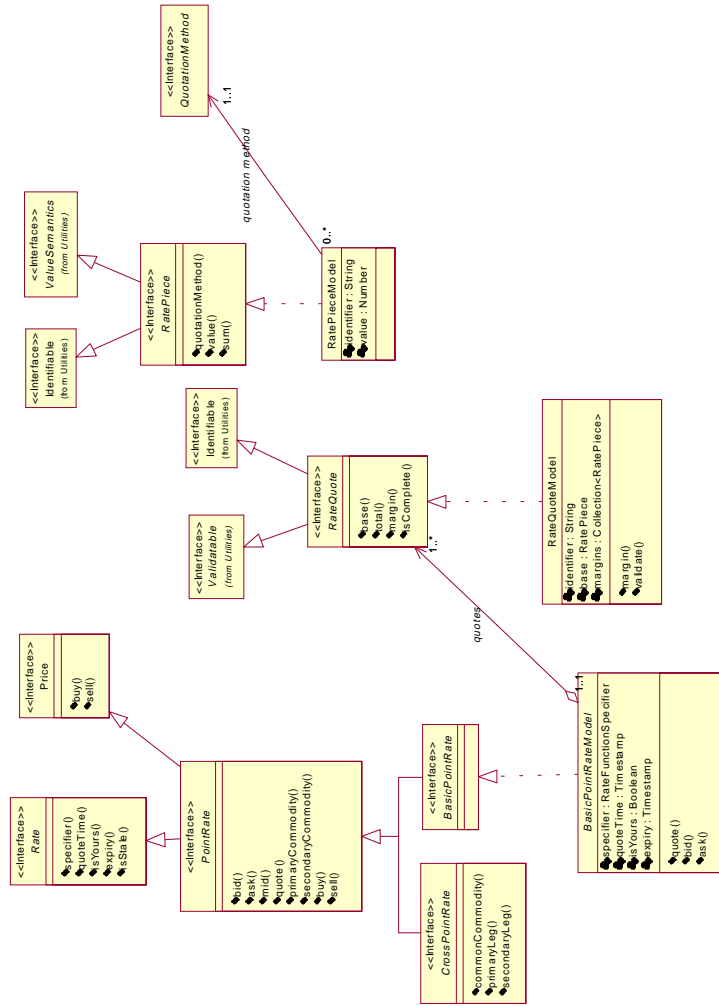 <<Interface>>
Rate
specifier()
quoteTime()
isYours()
expiry()
isStale()
<<Interface>>
Price
buy()
sell()
<<Interface>>
PointRate
bid()
ask()
mid()
quote()
primaryCommodity()
secondaryCommodity()
buy()
sell()
<<Interface>>
CrossPointRate
commonCommodity()
primaryLeg()
secondaryLeg()
<<Interface>>
BasicPointRate
BasicPointRateModel
specifier : RateFunctionSpecifier
quoteTime : Timestamp
isYours : Boolean
expiry : Timestamp
quote()
bid()
ask()
1..1
quotes
1..*
<<Interface>>
Validatable
(from Utilities)
<<Interface>>
Identifiable
(from Utilities)
<<Interface>>
RateQuote
base()
total()
margin()
isComplete()
RateQuoteModel
identifier : String
base : RatePiece
margins : Collection<RatePiece>
margin()
validate()
<<Interface>>
Identifiable
(from Utilities)
<<Interface>>
ValueSemantics
(from Utilities)
<<Interface>>
RatePiece
quotationMethod()
value()
sum()
RatePieceModel
identifier : String
value : Number
0..*
quotation method
1..1
<<Interface>>
QuotationMethod